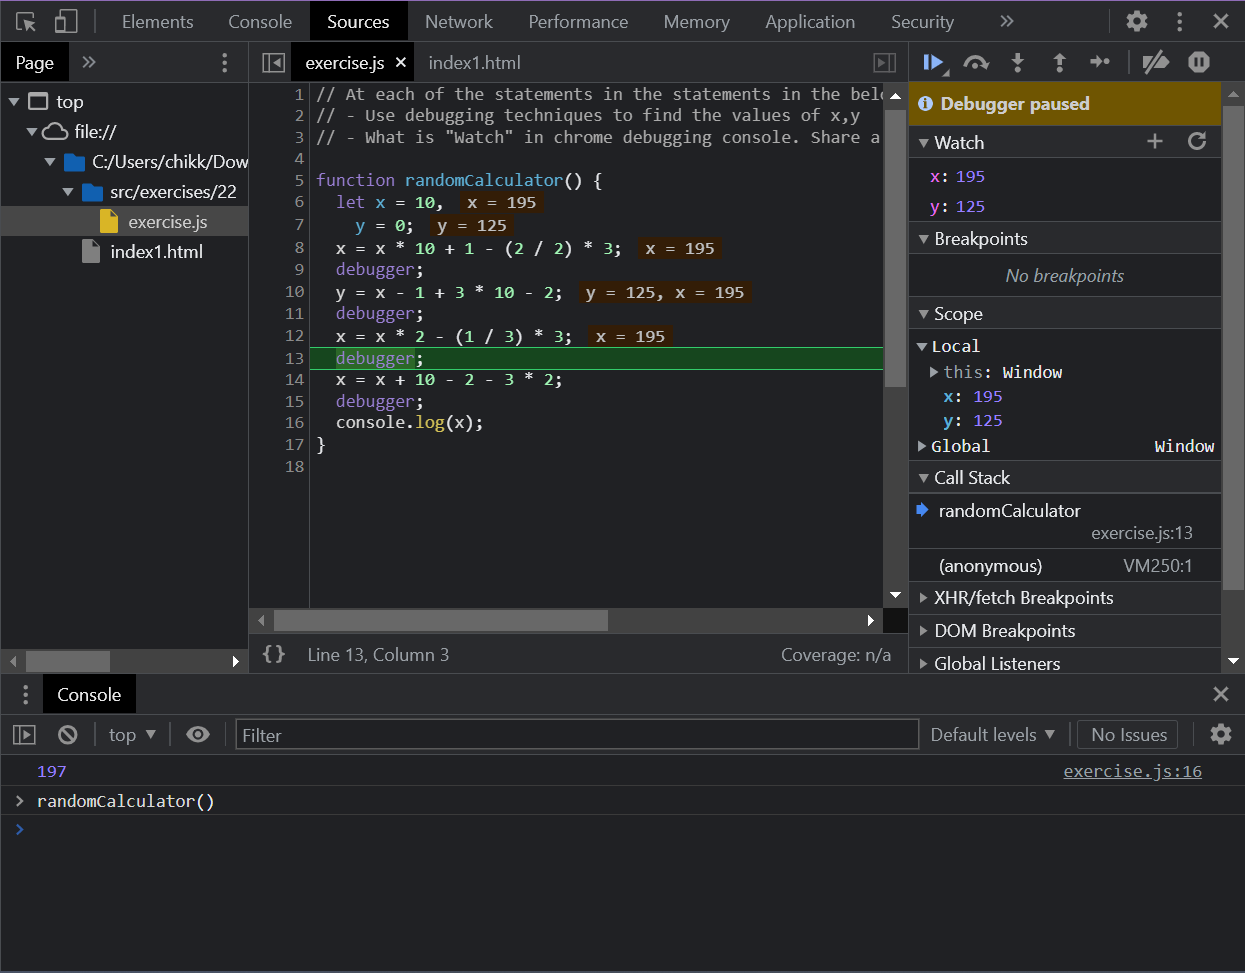 Elements Console Sources Network Performance Memory Application Security »
Page » exercise.js × index1.html
top
file://
C:/Users/chikk/Dow
src/exercises/22
exercise.js
index1.html
1 // At each of the statements in the statements in the belo
2 // - Use debugging techniques to find the values of x,y
3 // - What is "Watch" in chrome debugging console. Share a
4
5 function randomCalculator() {
6 let x = 10, x = 195
7 y = 0; y = 125
8 x = x * 10 + 1 - (2 / 2) * 3; x = 195
9 debugger;
10 y = x - 1 + 3 * 10 - 2; y = 125, x = 195
11 debugger;
12 x = x * 2 - (1 / 3) * 3; x = 195
13 debugger;
14 x = x + 10 - 2 - 3 * 2;
15 debugger;
16 console.log(x);
17 }
18
{} Line 13, Column 3 Coverage: n/a
Debugger paused
Watch
x: 195
y: 125
Breakpoints
No breakpoints
Scope
Local
this: Window
x: 195
y: 125
Global Window
Call Stack
randomCalculator
exercise.js:13
(anonymous) VM250:1
XHR/fetch Breakpoints
DOM Breakpoints
Global Listeners
Console
top Filter Default levels No Issues
197 exercise.js:16
> randomCalculator()
>